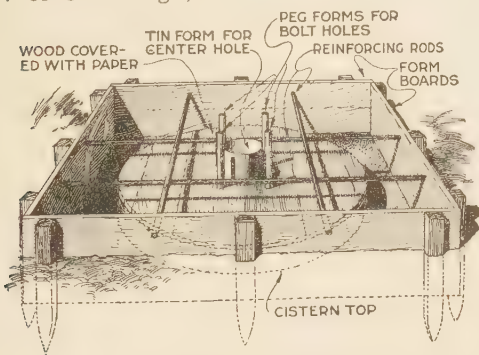 PEG FORMS FOR
BOLT HOLES
TIN FORM FOR
CENTER HOLE
WOOD COVER-
ED WITH PAPER
REINFORCING RODS
FORM
BOARDS
CISTERN TOP